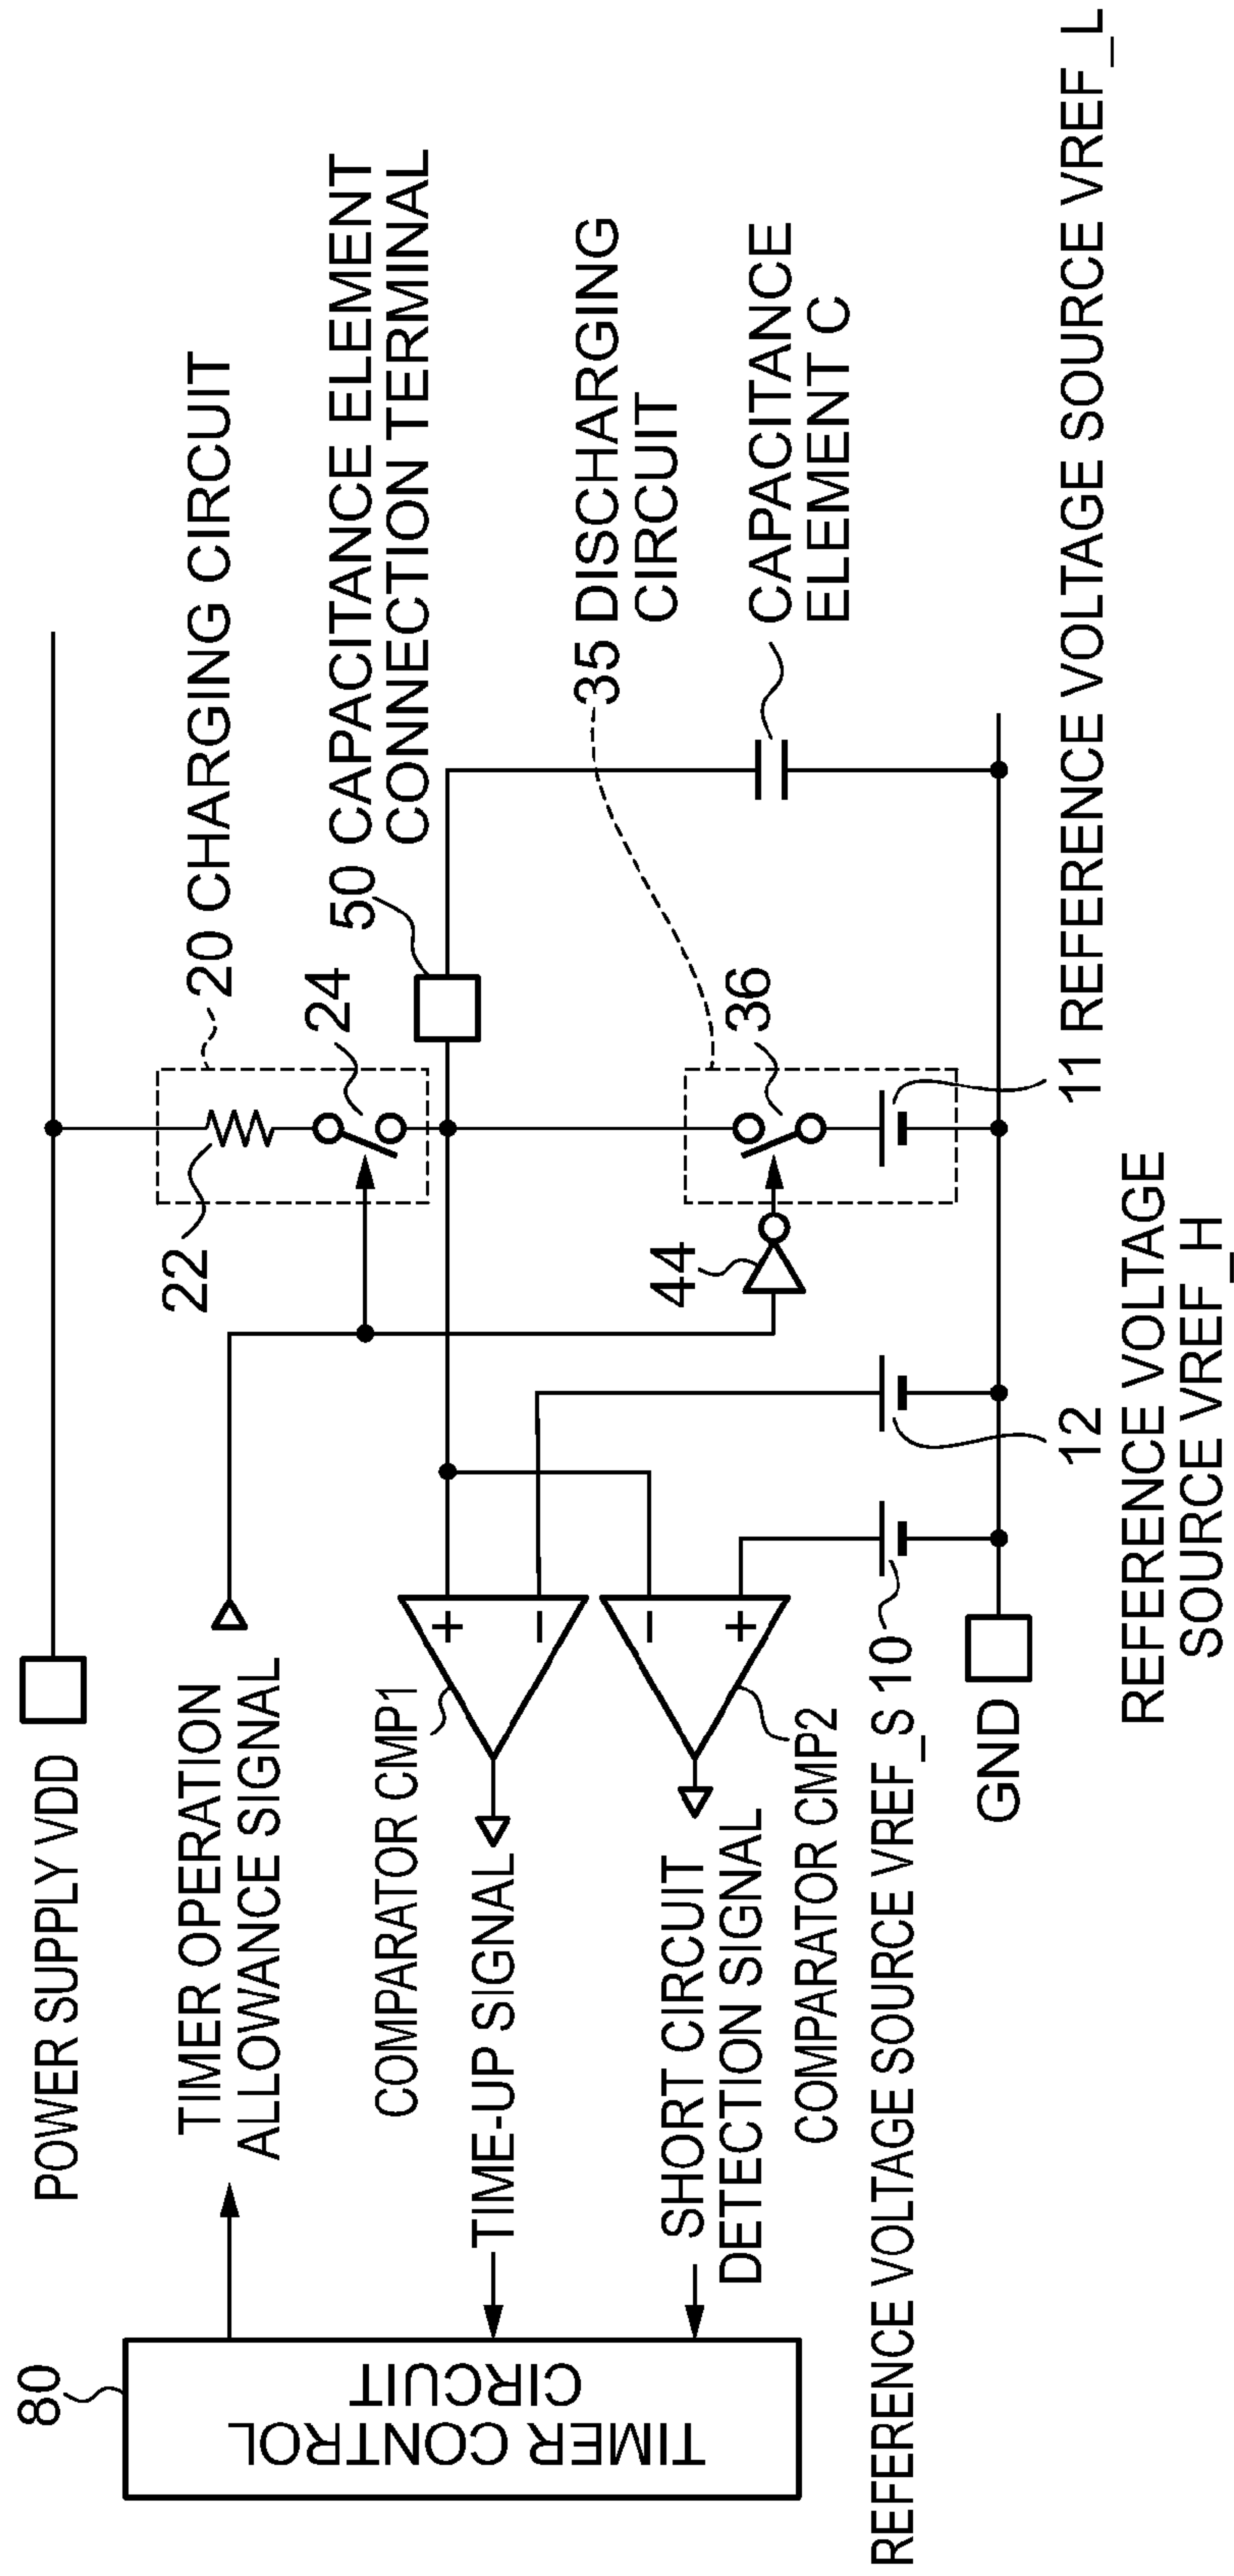 80
TIMER CONTROL
CIRCUIT
POWER SUPPLY VDD
TIMER OPERATION
ALLOWANCE SIGNAL
COMPARATOR CMP1
TIME-UP SIGNAL
SHORT CIRCUIT
DETECTION SIGNAL
COMPARATOR CMP2
REFERENCE VOLTAGE SOURCE VREF_S 10
GND
+
−
−
+
22
24
20 CHARGING CIRCUIT
50 CAPACITANCE ELEMENT
CONNECTION TERMINAL
44
36
35 DISCHARGING
CIRCUIT
CAPACITANCE
ELEMENT C
12
REFERENCE VOLTAGE
SOURCE VREF_H
11 REFERENCE VOLTAGE SOURCE VREF_L